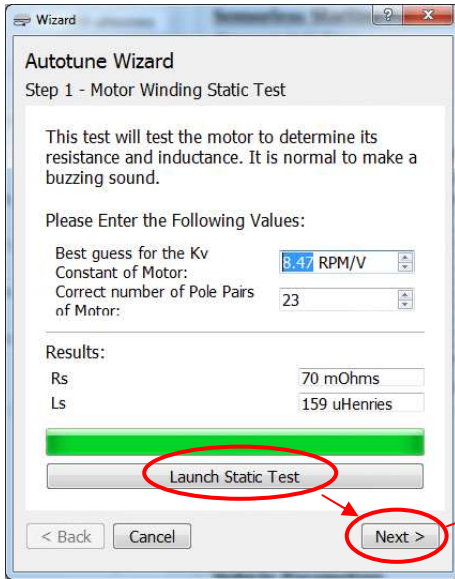 Wizard
Autotune Wizard
Step 1 - Motor Winding Static Test
This test will test the motor to determine its
resistance and inductance. It is normal to make a
buzzing sound.
Please Enter the Following Values:
Best guess for the Kv
Constant of Motor:
8.47 RPM/V
Correct number of Pole Pairs
of Motor:
23
Results:
Rs 70 mOhms
Ls 159 uHenries
Launch Static Test
< Back Cancel Next >